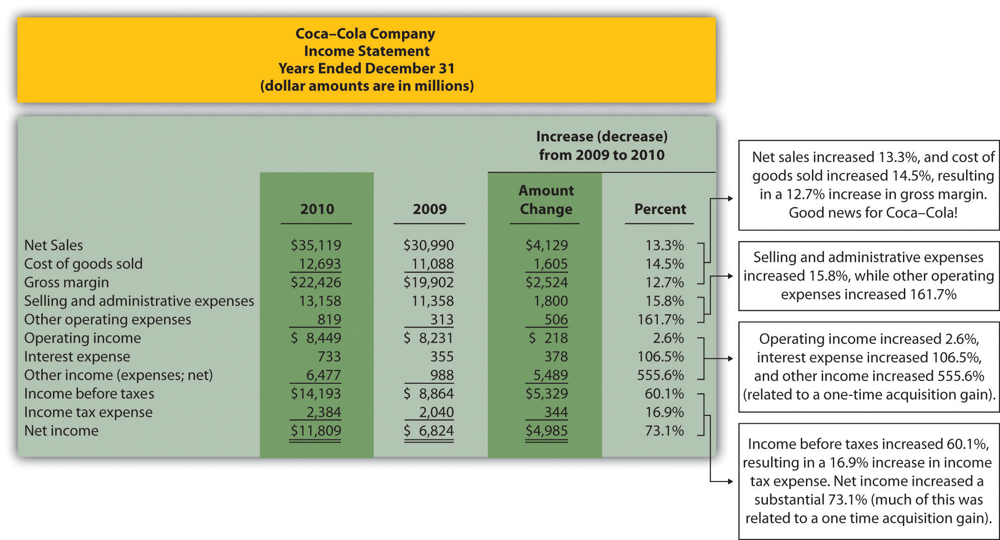 Coca–Cola Company
Income Statement
Years Ended December 31
(dollar amounts are in millions)
Increase (decrease)
from 2009 to 2010
2010 2009 Amount Change Percent
Net Sales $35,119 $30,990 $4,129 13.3%
Cost of goods sold 12,693 11,088 1,605 14.5%
Gross margin $22,426 $19,902 $2,524 12.7%
Selling and administrative expenses 13,158 11,358 1,800 15.8%
Other operating expenses 819 313 506 161.7%
Operating income $ 8,449 $ 8,231 $ 218 2.6%
Interest expense 733 355 378 106.5%
Other income (expenses; net) 6,477 988 5,489 555.6%
Income before taxes $14,193 $ 8,864 $5,329 60.1%
Income tax expense 2,384 2,040 344 16.9%
Net income $11,809 $ 6,824 $4,985 73.1%
Net sales increased 13.3%, and cost of
goods sold increased 14.5%, resulting
in a 12.7% increase in gross margin.
Good news for Coca–Cola!
Selling and administrative expenses
increased 15.8%, while other operating
expenses increased 161.7%
Operating income increased 2.6%,
interest expense increased 106.5%,
and other income increased 555.6%
(related to a one-time acquisition gain).
Income before taxes increased 60.1%,
resulting in a 16.9% increase in income
tax expense. Net income increased a
substantial 73.1% (much of this was
related to a one time acquisition gain).